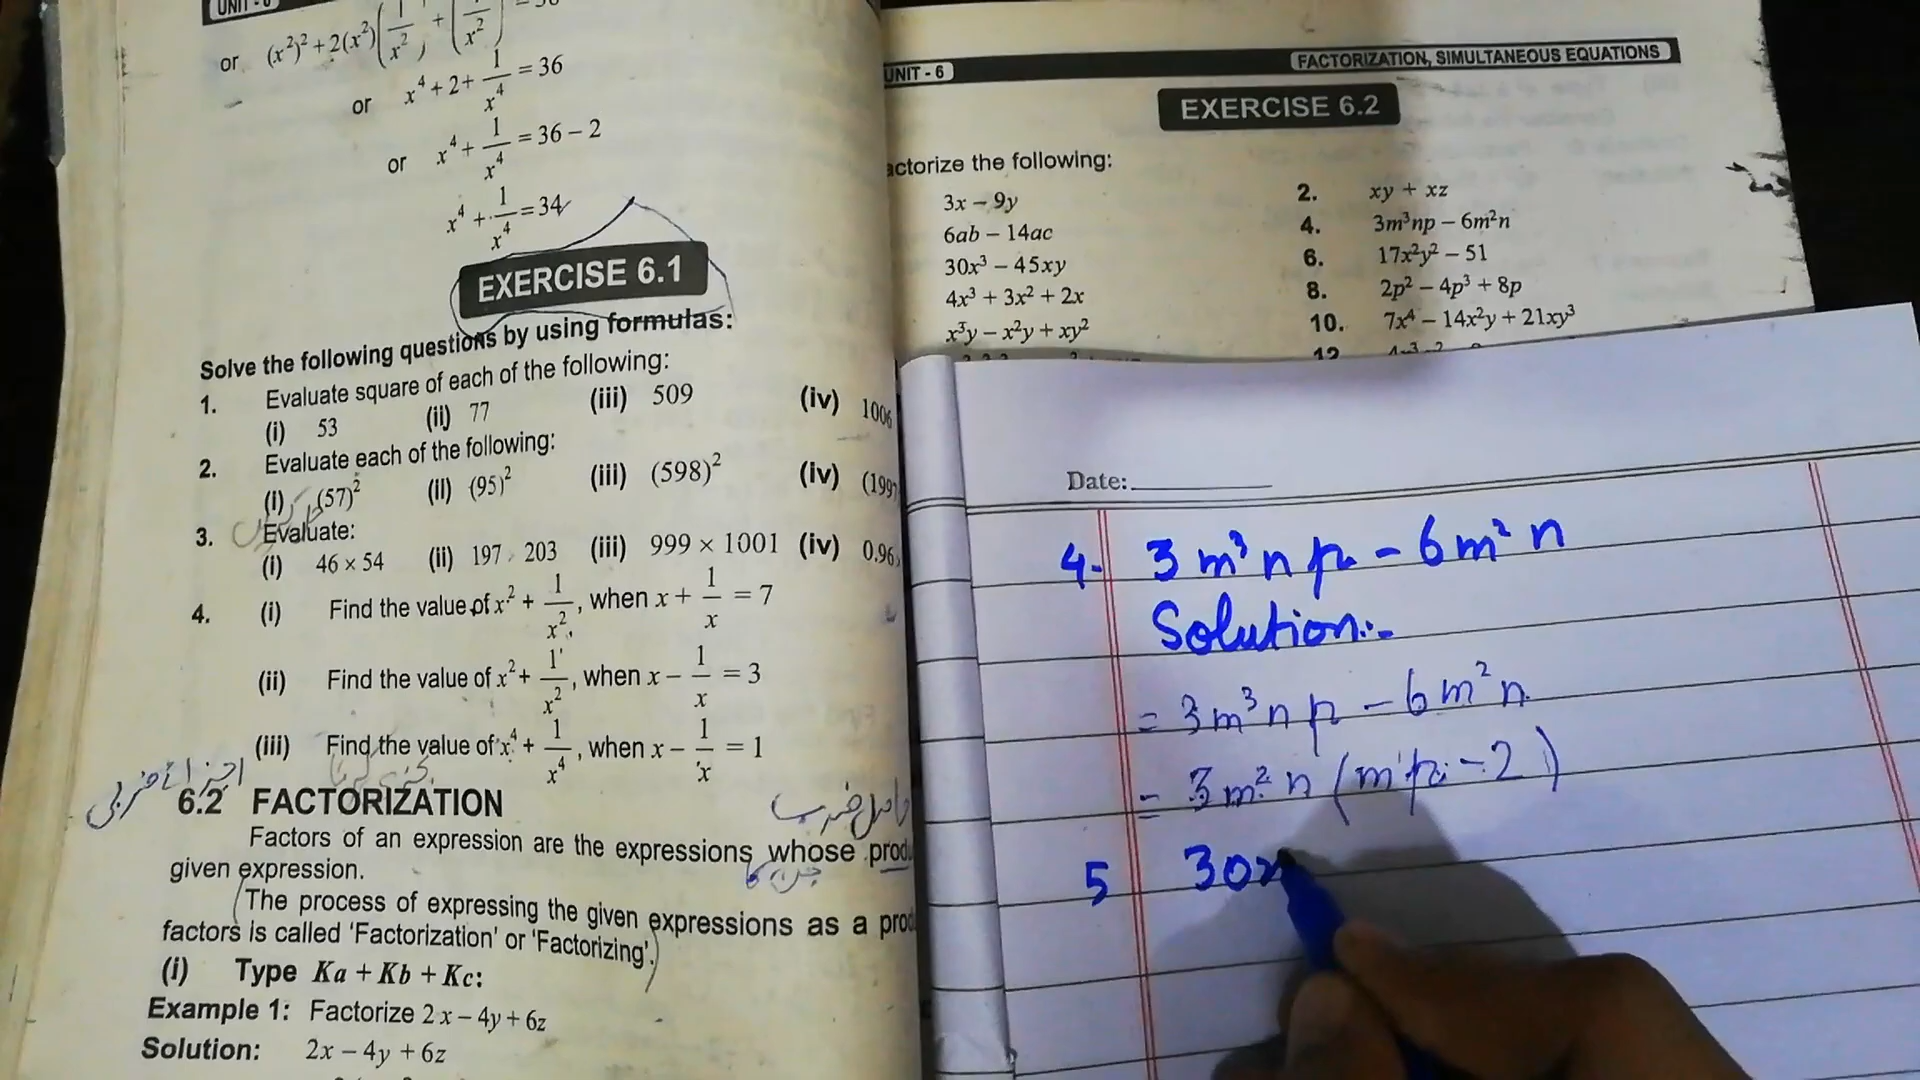 UNIT - 6
or (x²)² + 2(x²)(1/x²) + (1/x²)
or x⁴ + 2 + 1/x⁴ = 36
or x⁴ + 1/x⁴ = 36 – 2
x⁴ + 1/x⁴ = 34
EXERCISE 6.1
Solve the following questions by using formulas:
1. Evaluate square of each of the following:
(i) 53 (ii) 77 (iii) 509 (iv) 1006
2. Evaluate each of the following:
(i) (57)² (ii) (95)² (iii) (598)² (iv) (199
3. Evaluate:
(i) 46 × 54 (ii) 197 203 (iii) 999 × 1001 (iv) 0.96
4. (i) Find the value of x² + 1/x², when x + 1/x = 7
(ii) Find the value of x² + 1/x², when x – 1/x = 3
(iii) Find the value of x⁴ + 1/x⁴, when x – 1/x = 1
6.2 FACTORIZATION
Factors of an expression are the expressions whose produ
given expression.
The process of expressing the given expressions as a prod
factors is called 'Factorization' or 'Factorizing'.
(i) Type Ka + Kb + Kc:
Example 1: Factorize 2x – 4y + 6z
Solution: 2x – 4y + 6z
UNIT - 6 FACTORIZATION, SIMULTANEOUS EQUATIONS
EXERCISE 6.2
actorize the following:
3x – 9y 2. xy + xz
6ab – 14ac 4. 3m³np – 6m²n
30x³ – 45xy 6. 17x²y² – 51
4x³ + 3x² + 2x 8. 2p² – 4p³ + 8p
x³y – x²y + xy² 10. 7x⁴ – 14x²y + 21xy³
12
Date:
4. 3m³np – 6m²n
Solution:-
= 3m³np – 6m²n
= 3m²n (m'p – 2)
5 30x